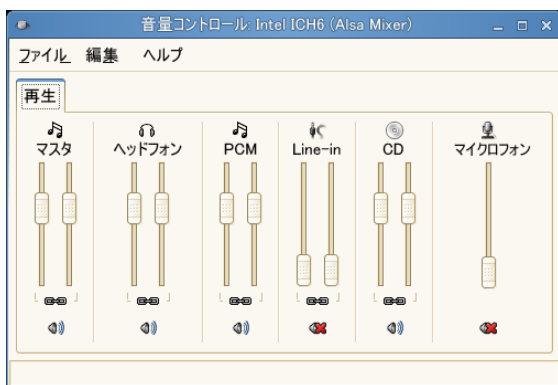 音量コントロール: Intel ICH6 (Alsa Mixer)
ファイル 編集 ヘルプ
再生
マスタ ヘッドフォン PCM Line-in CD マイクロフォン